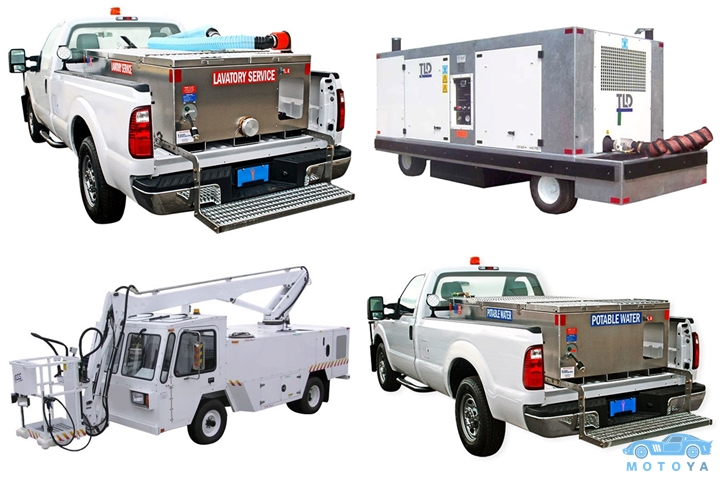 LAVATORY SERVICE
LAVATORY SERVICE
TLD
TLD
POTABLE WATER
POTABLE WATER
MOTOYA